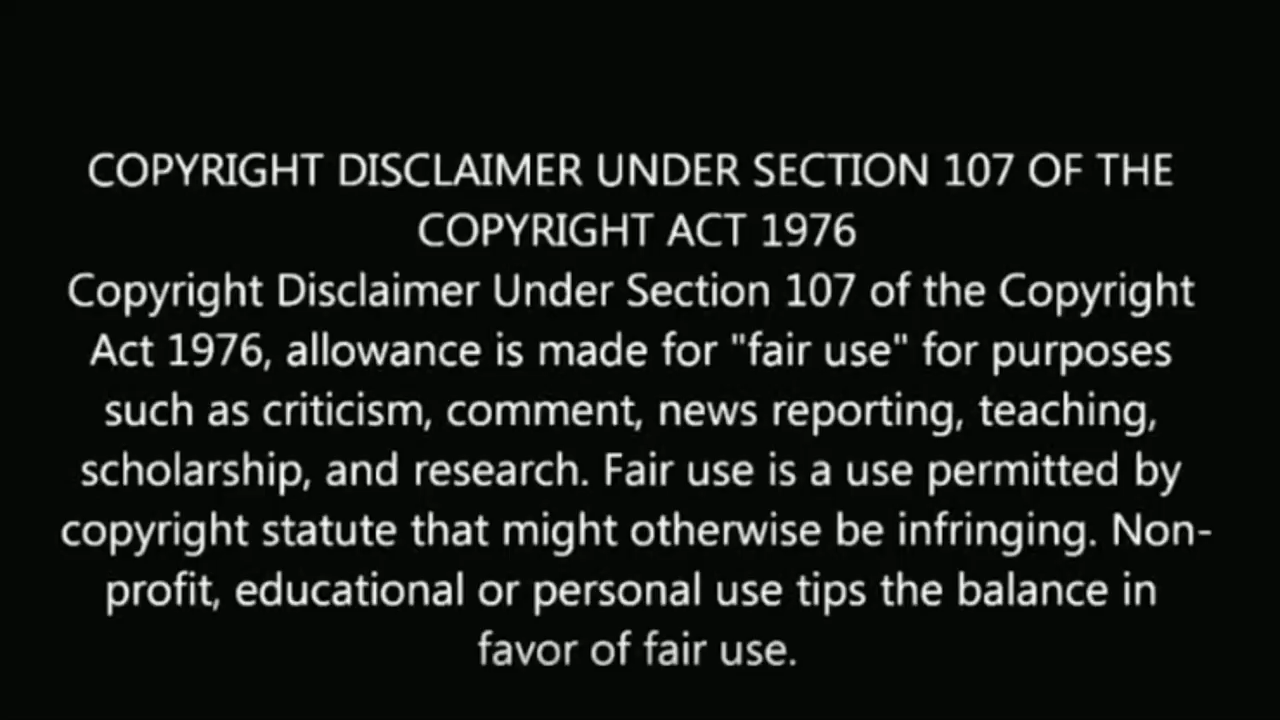 COPYRIGHT DISCLAIMER UNDER SECTION 107 OF THE
COPYRIGHT ACT 1976
Copyright Disclaimer Under Section 107 of the Copyright
Act 1976, allowance is made for "fair use" for purposes
such as criticism, comment, news reporting, teaching,
scholarship, and research. Fair use is a use permitted by
copyright statute that might otherwise be infringing. Non-
profit, educational or personal use tips the balance in
favor of fair use.